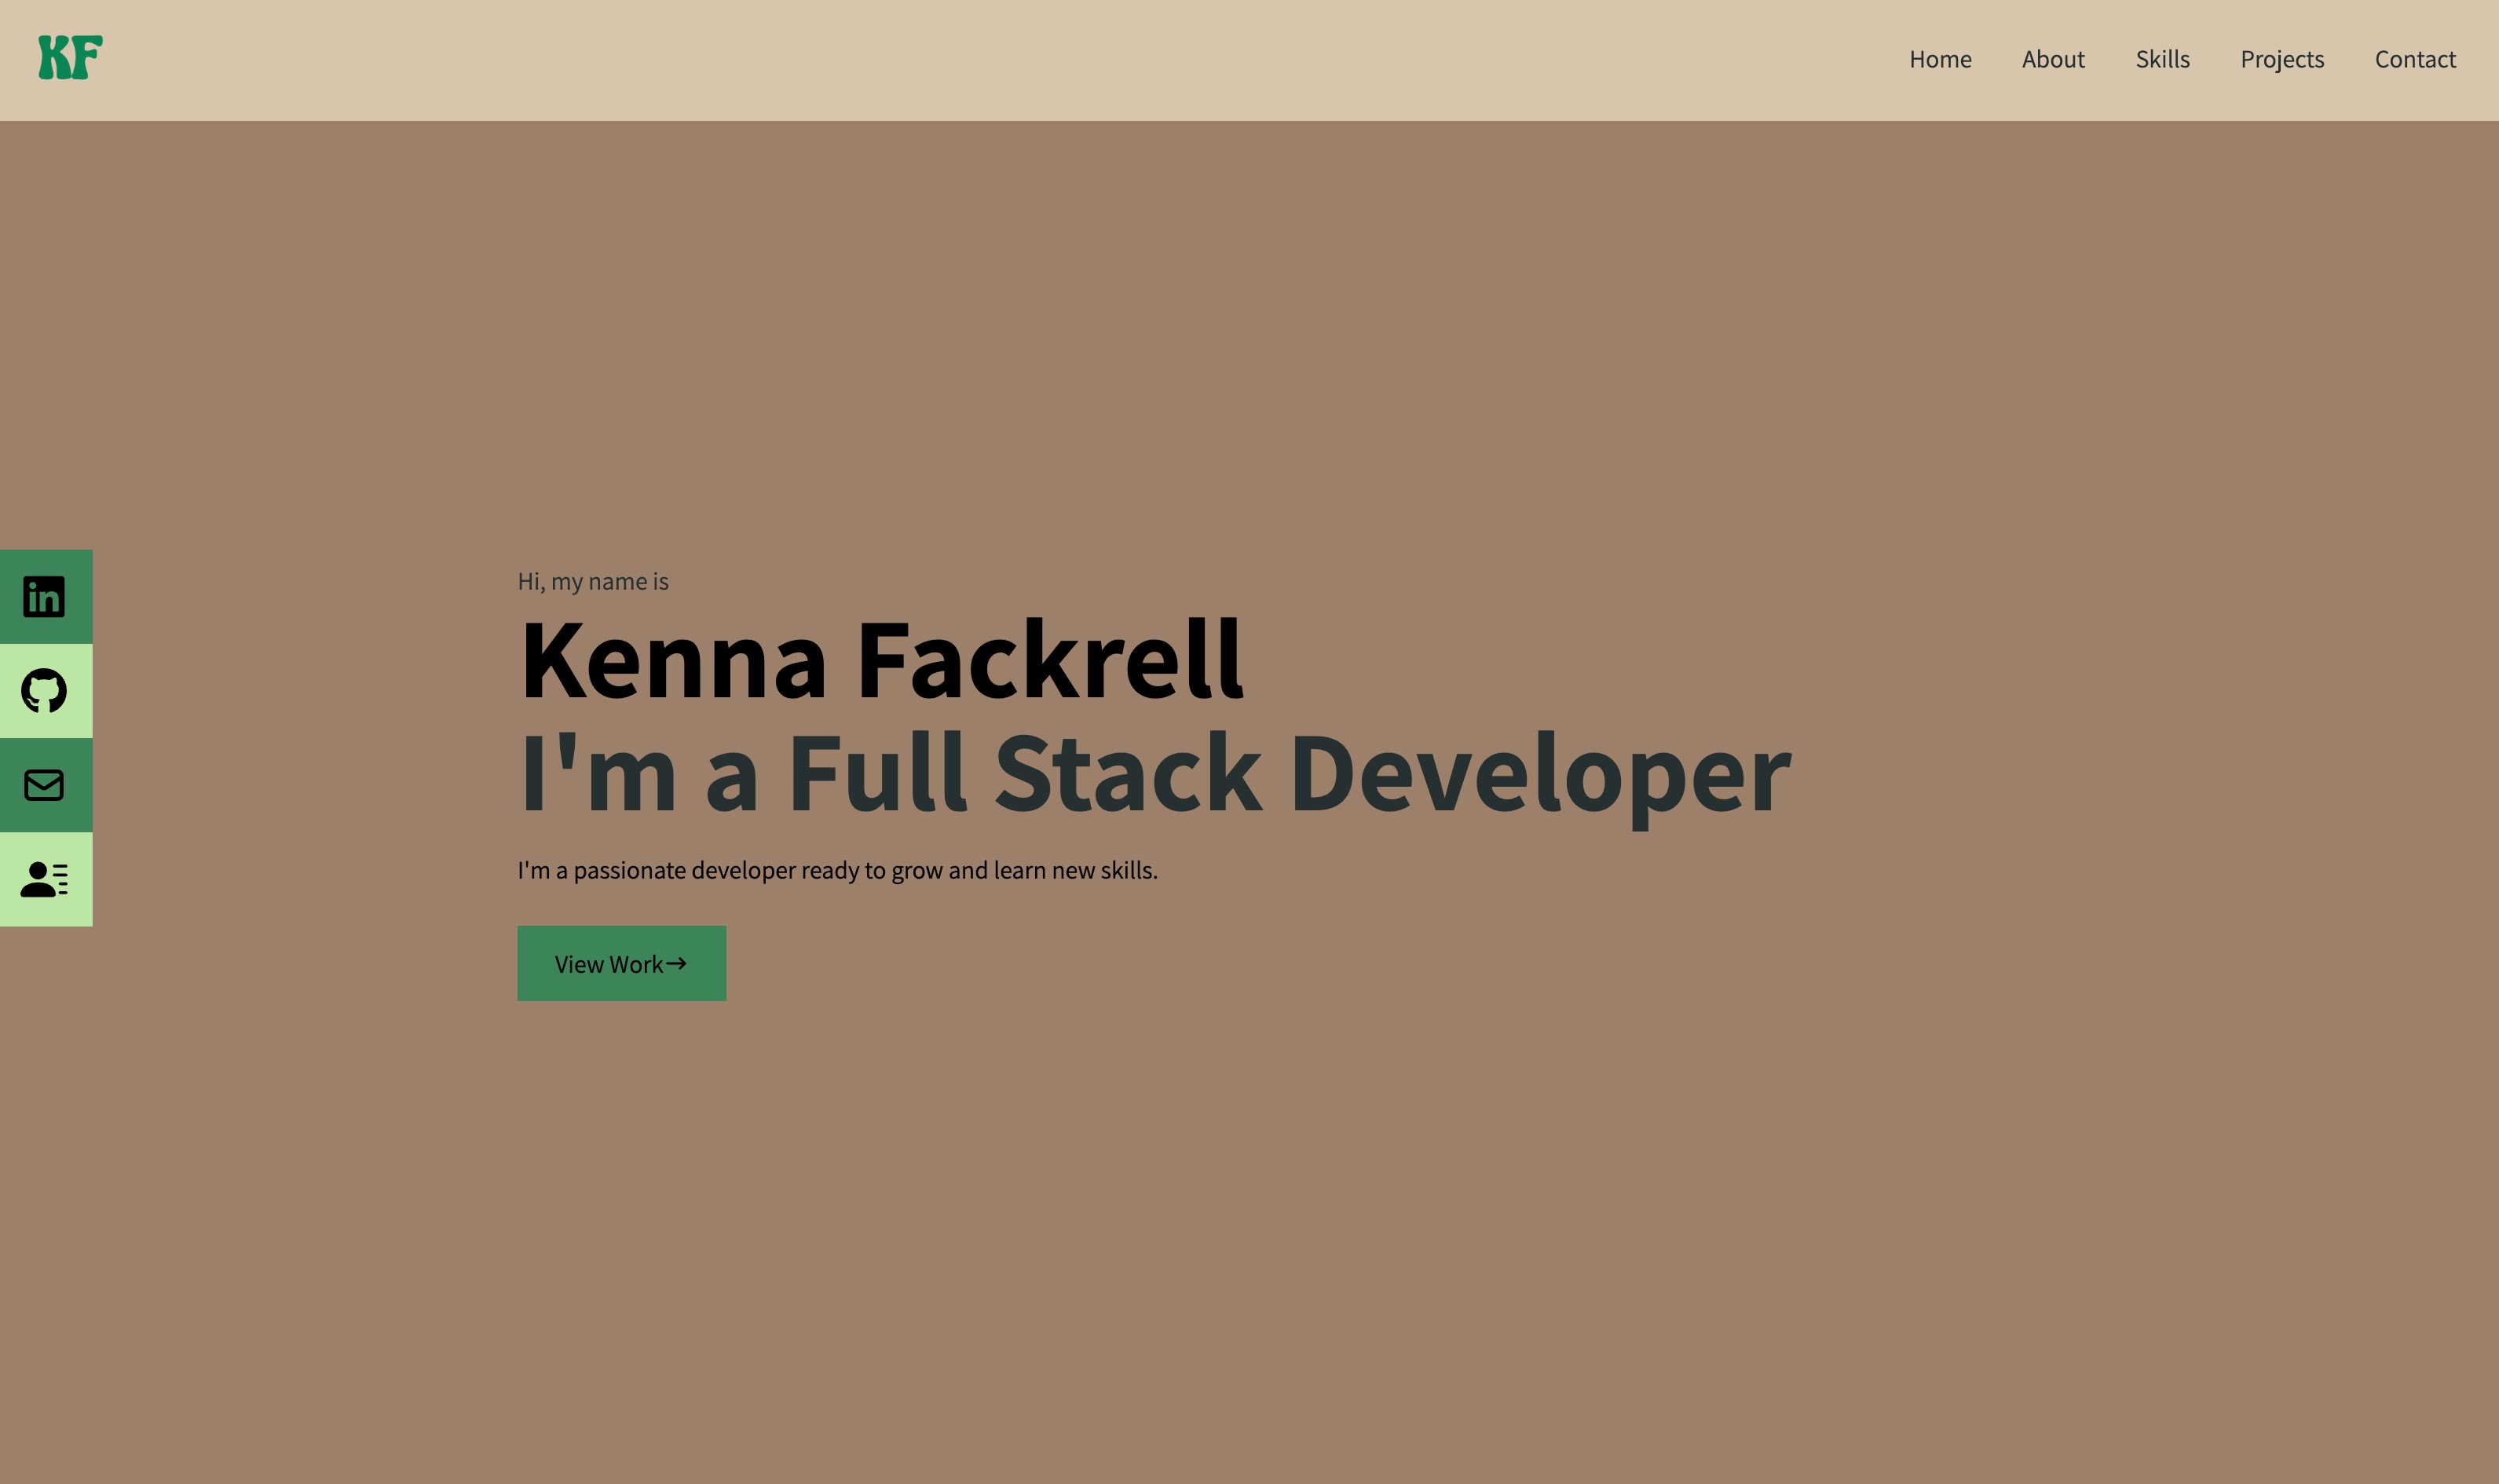 KF
Home About Skills Projects Contact
in
Hi, my name is
Kenna Fackrell
I'm a Full Stack Developer
I'm a passionate developer ready to grow and learn new skills.
View Work→